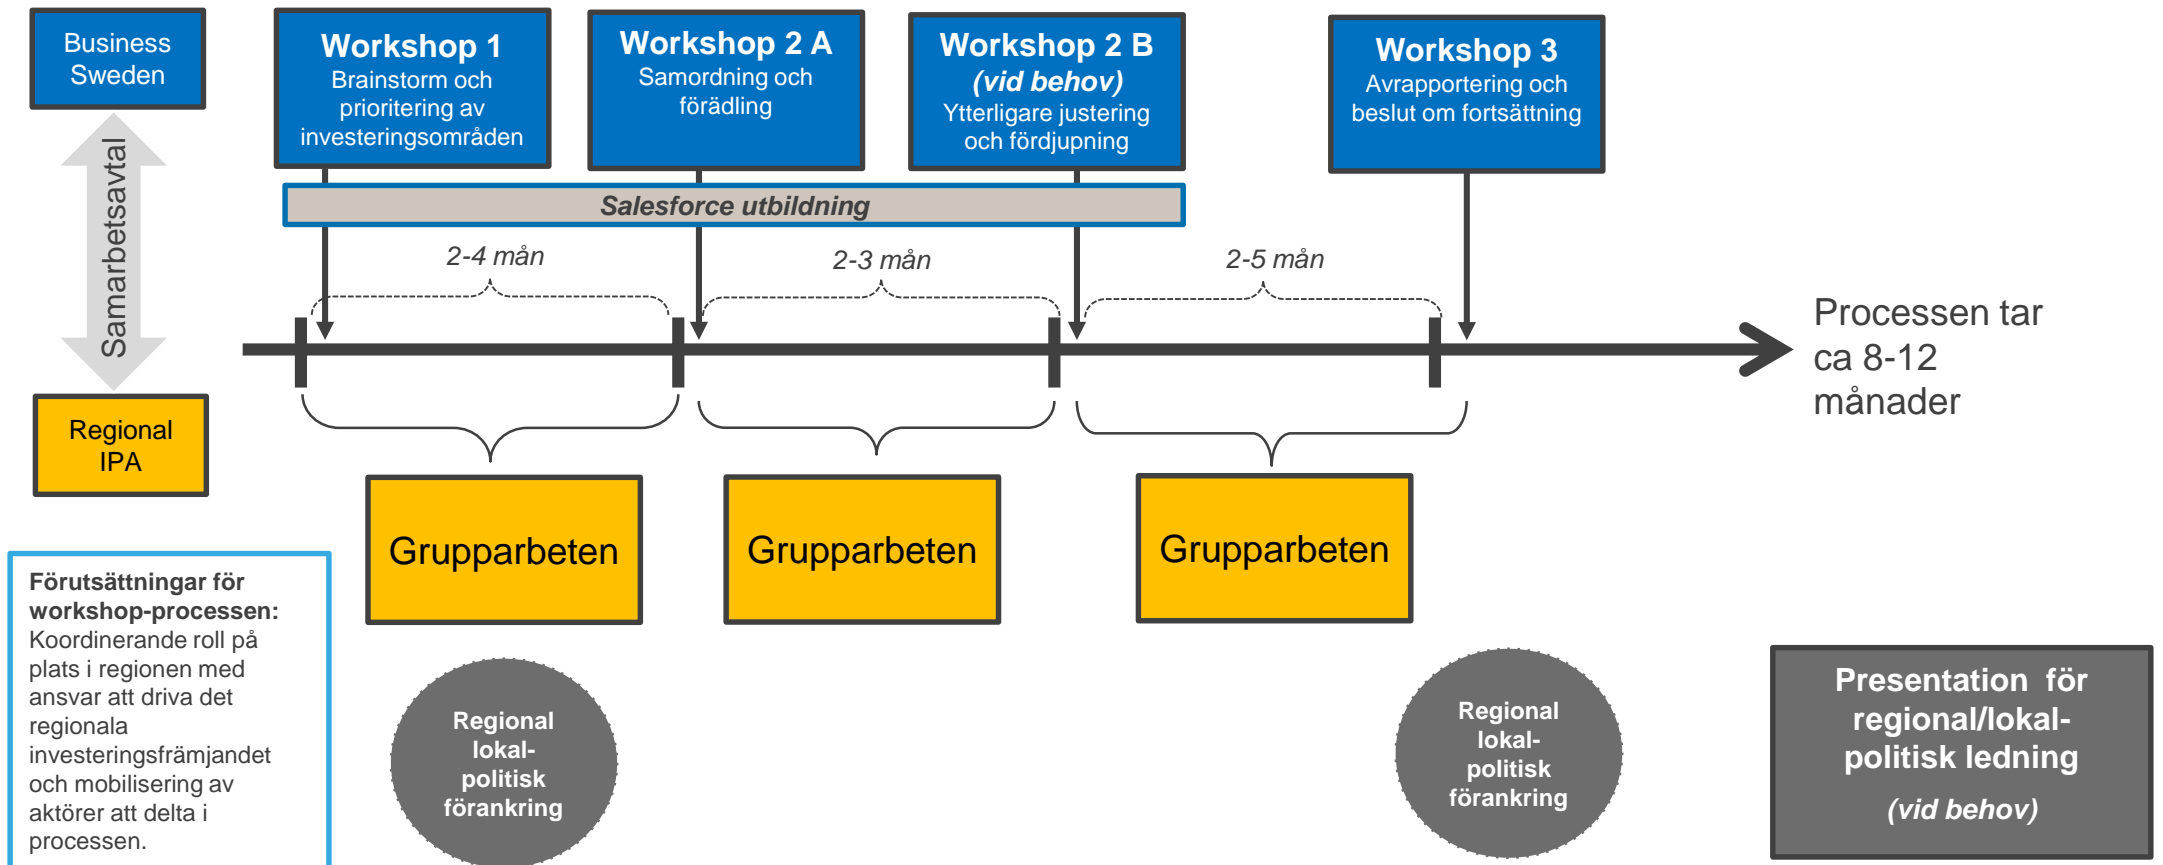 Business
Sweden
Workshop 1
Brainstorm och
prioritering av
investeringsområden
Workshop 2 A
Samordning och
förädling
Workshop 2 B
(vid behov)
Ytterligare justering
och fördjupning
Workshop 3
Avrapportering och
beslut om fortsättning
Samarbetsavtal
Salesforce utbildning
2-4 mån
2-3 mån
2-5 mån
Processen tar
ca 8-12
månader
Regional
IPA
Grupparbeten
Grupparbeten
Grupparbeten
Förutsättningar för
workshop-processen:
Koordinerande roll på
plats i regionen med
ansvar att driva det
regionala
investeringsfrämjandet
och mobilisering av
aktörer att delta i
processen.
Regional
lokal-
politisk
förankring
Regional
lokal-
politisk
förankring
Presentation för
regional/lokal-
politisk ledning
(vid behov)